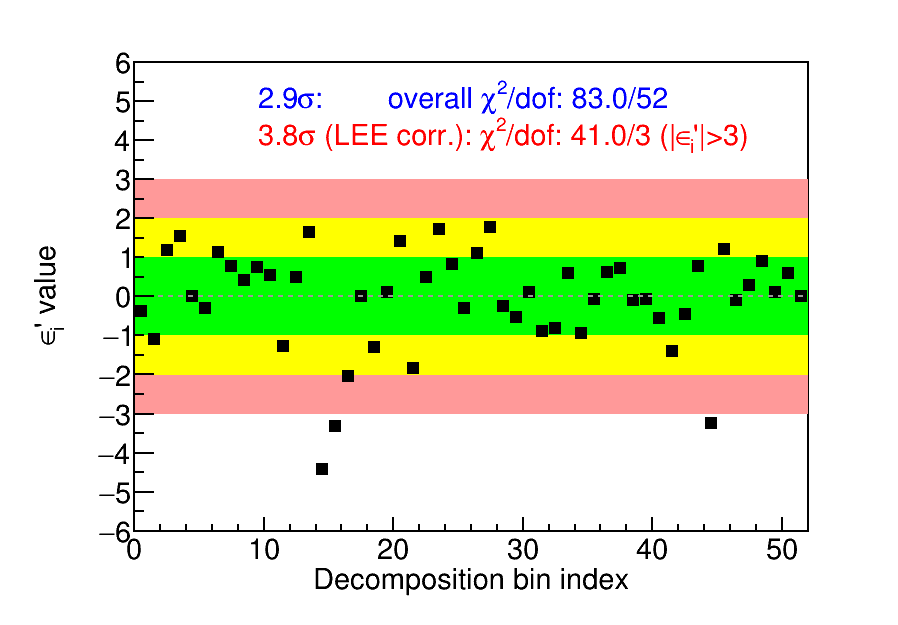 2.9σ: overall χ²/dof: 83.0/52
3.8σ (LEE corr.): χ²/dof: 41.0/3 (|ϵᵢ'|>3)
ϵᵢ' value
6
5
4
3
2
1
0
−1
−2
−3
−4
−5
−6
0 10 20 30 40 50
Decomposition bin index